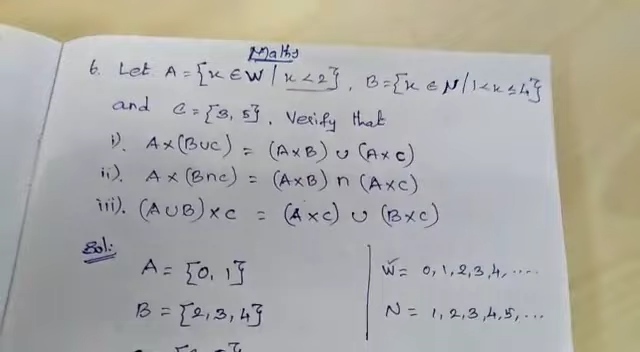 Maths
6. Let A = {x ∈ W / x < 2}, B = {x ∈ N / 1 < x ≤ 4}
and C = {3, 5}. Verify that
i). A × (B∪C) = (A×B) ∪ (A×C)
ii). A × (B∩C) = (A×B) ∩ (A×C)
iii). (A∪B) × C = (A×C) ∪ (B×C)
Sol:
A = {0, 1}
B = {2, 3, 4}
W = 0, 1, 2, 3, 4, .....
N = 1, 2, 3, 4, 5, ...